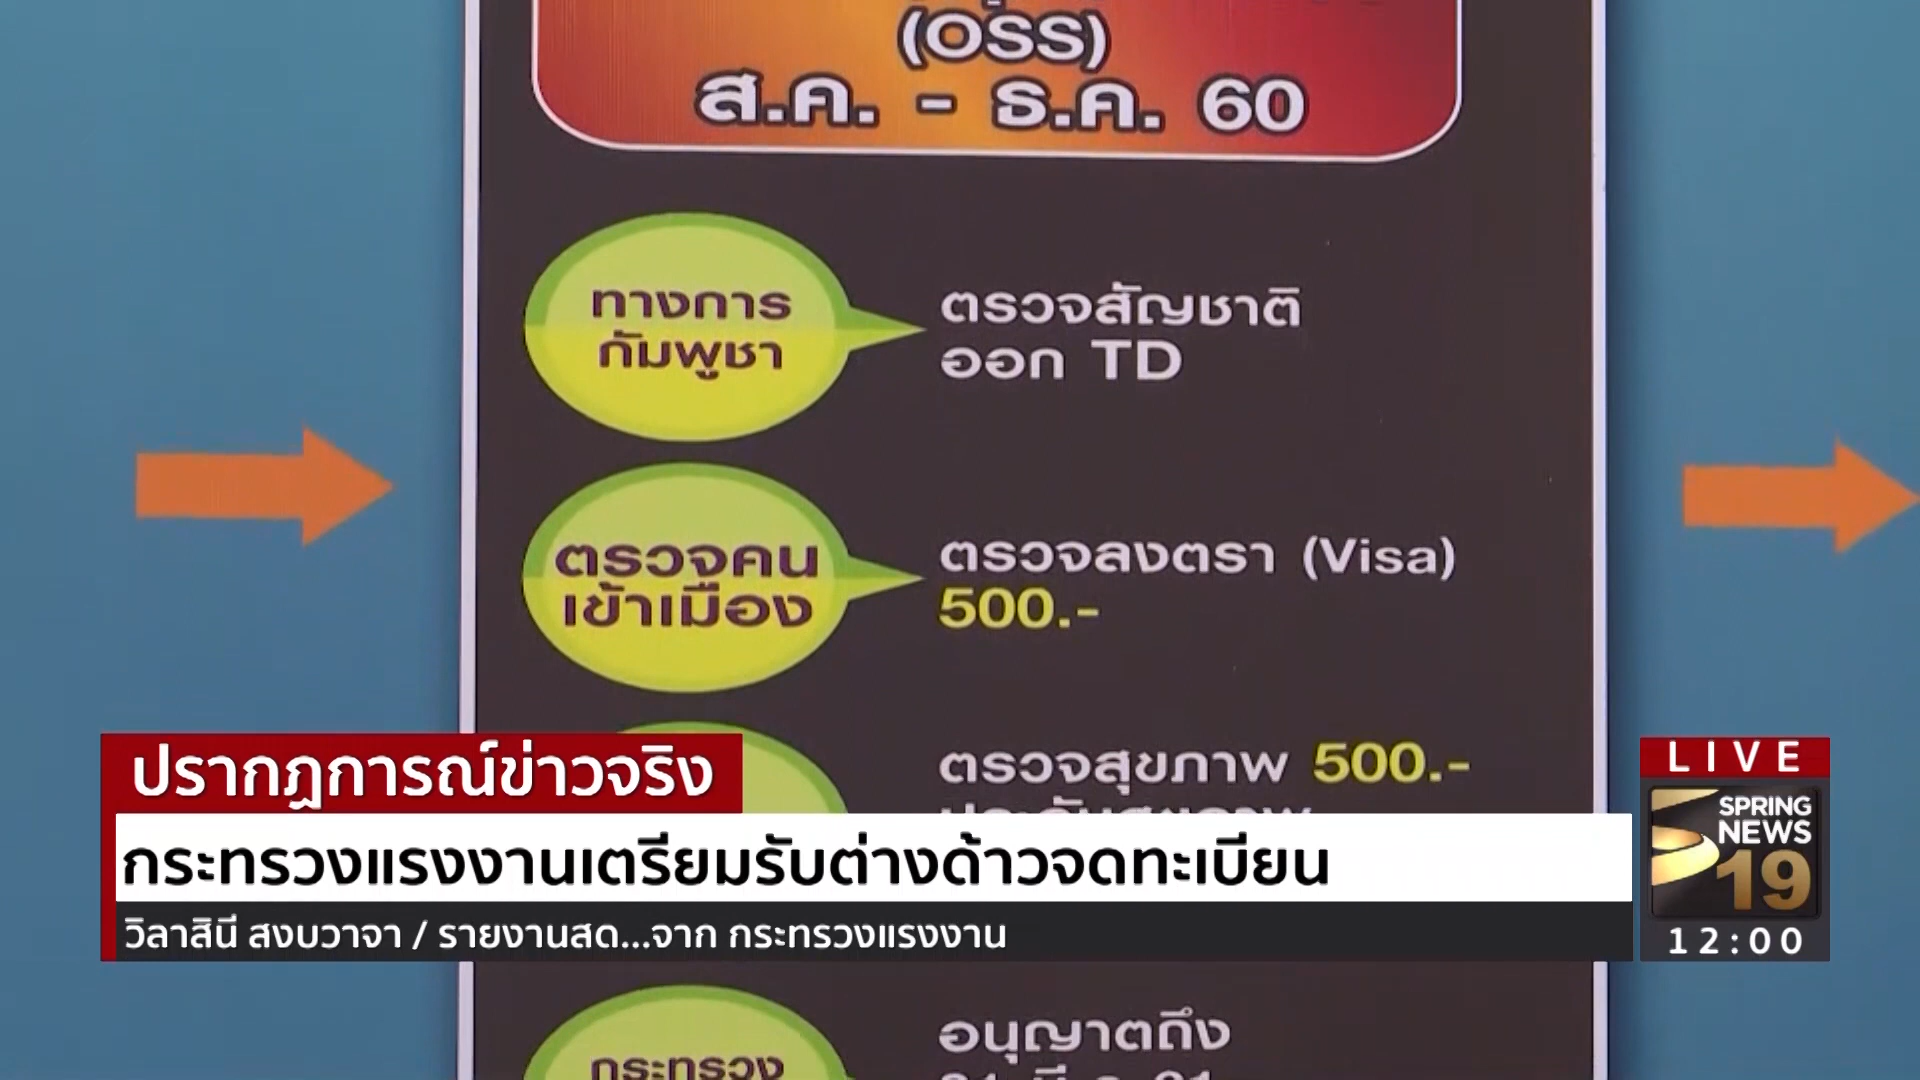 (OSS)
ส.ค. - ธ.ค. 60
ทางการ
กัมพูชา
ตรวจสัญชาติ
ออก TD
ตรวจคน
เข้าเมือง
ตรวจลงตรา (Visa)
500.-
ตรวจสุขภาพ 500.-
ปรากฏการณ์ข่าวจริง
กระทรวงแรงงานเตรียมรับต่างด้าวจดทะเบียน
วิลาสินี สงบวาจา / รายงานสด...จาก กระทรวงแรงงาน
LIVE
SPRING
NEWS
19
12:00
กระทรวง
อนุญาตถึง